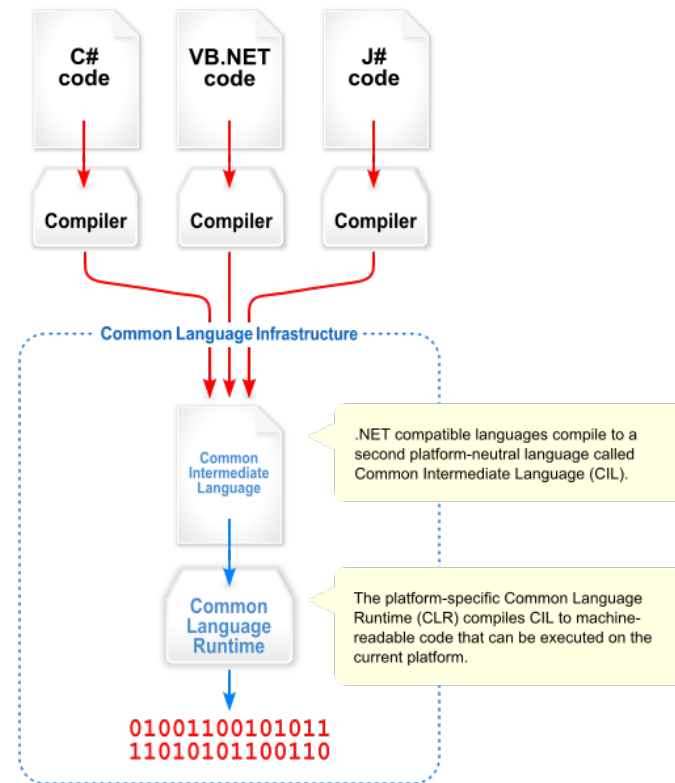 C#
code
VB.NET
code
J#
code
Compiler
Compiler
Compiler
Common Language Infrastructure
Common
Intermediate
Language
.NET compatible languages compile to a
second platform-neutral language called
Common Intermediate Language (CIL).
Common
Language
Runtime
The platform-specific Common Language
Runtime (CLR) compiles CIL to machine-
readable code that can be executed on the
current platform.
01001100101011
11010101100110